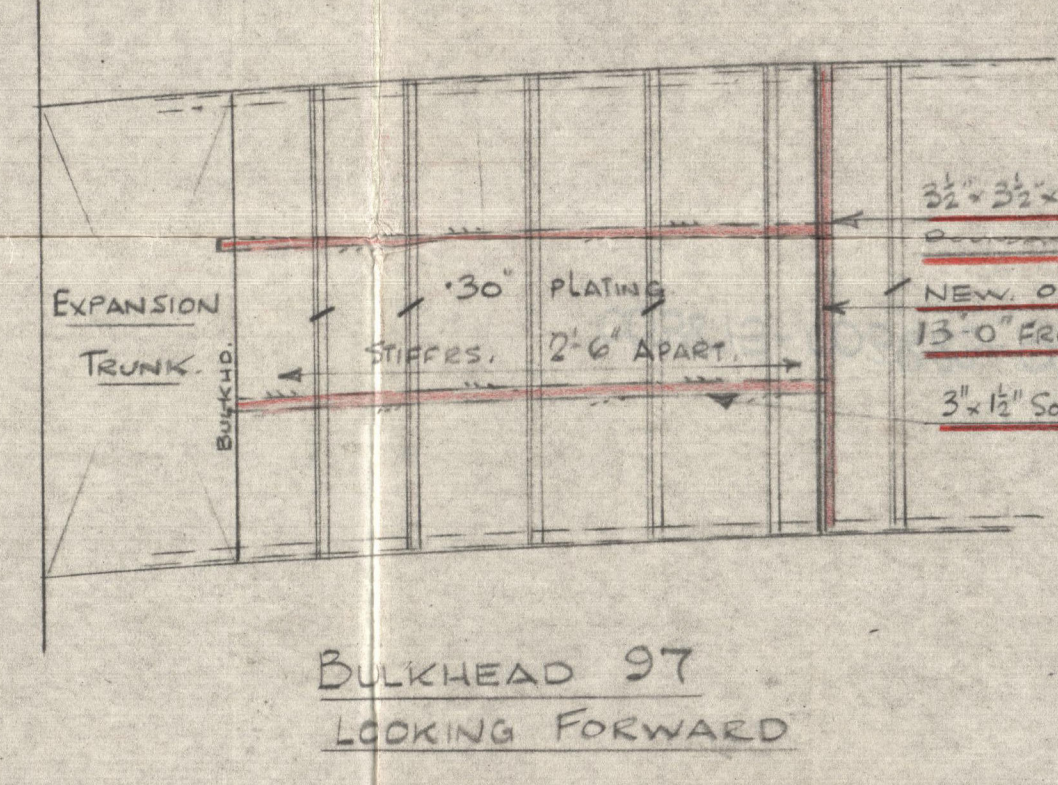 3½" x 3½" x
EXPANSION
TRUNK.
BULKHD.
·30" PLATING
STIFFRS. 2'-6" APART.
NEW.
13'-0" FR
3" x 1½" SO
BULKHEAD 97
LOOKING FORWARD